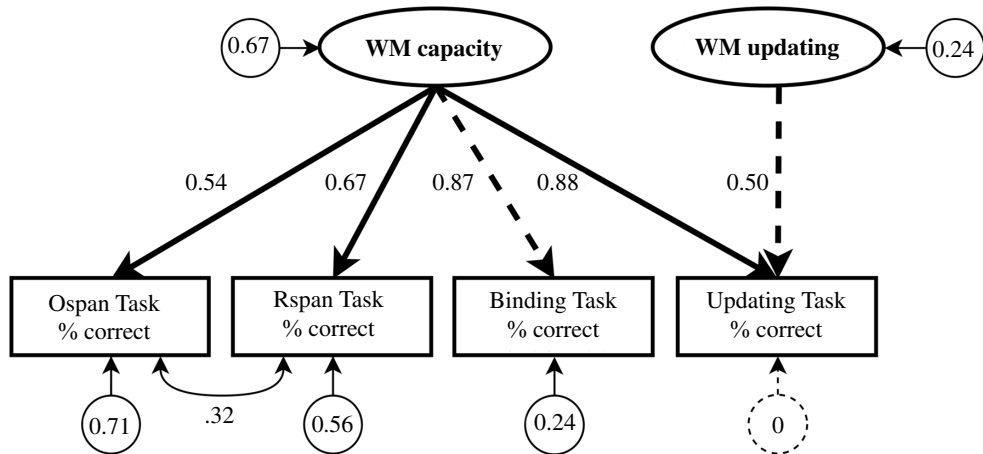 0.67
WM capacity
WM updating
0.24
0.54
0.67
0.87
0.88
0.50
Ospan Task
% correct
Rspan Task
% correct
Binding Task
% correct
Updating Task
% correct
0.71
.32
0.56
0.24
0